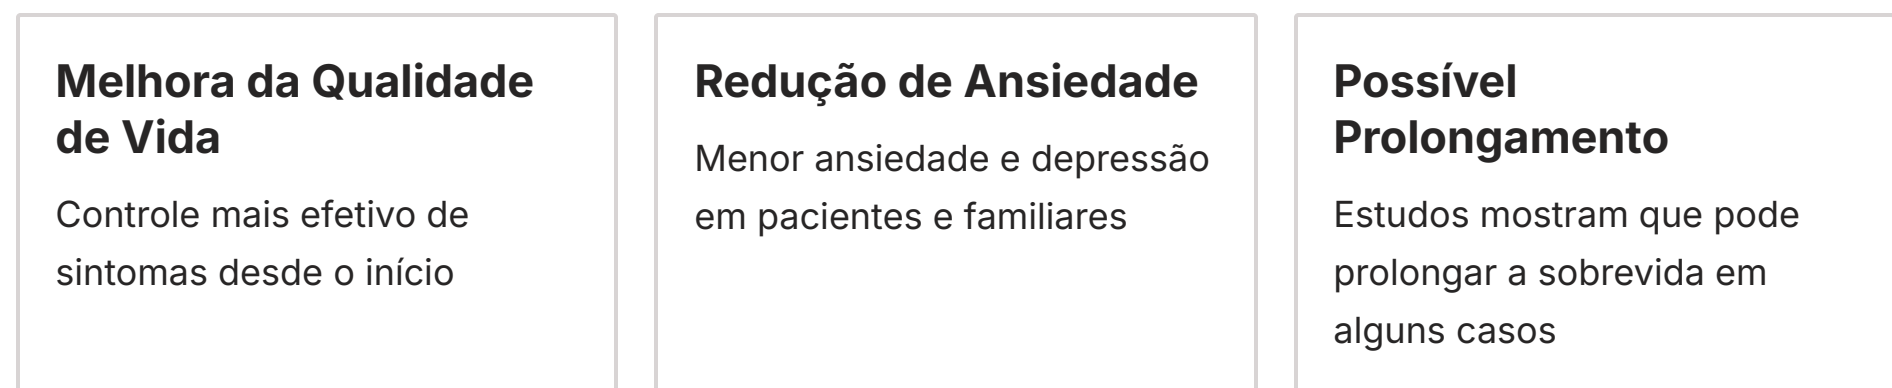 Melhora da Qualidade
de Vida
Controle mais efetivo de
sintomas desde o início
Redução de Ansiedade
Menor ansiedade e depressão
em pacientes e familiares
Possível
Prolongamento
Estudos mostram que pode
prolongar a sobrevida em
alguns casos